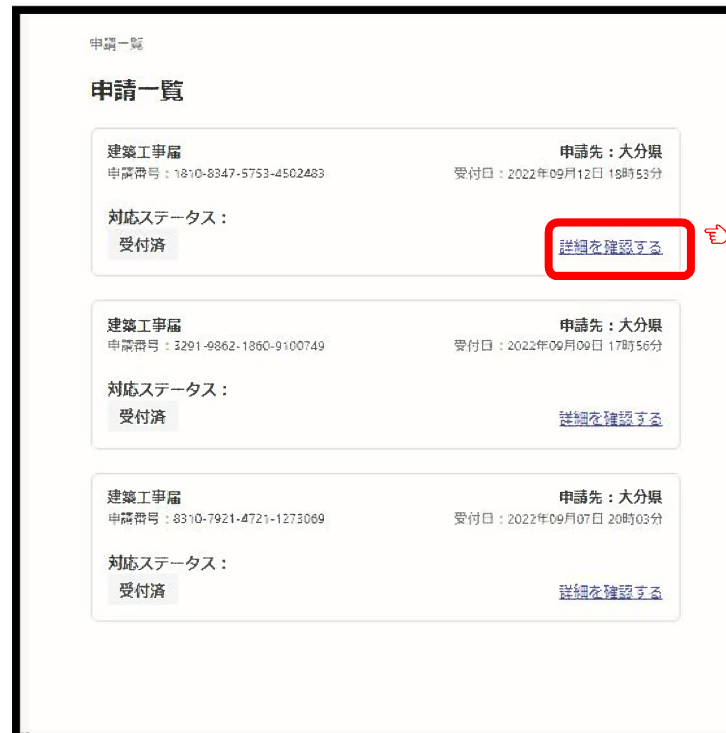 申請一覧
申請一覧
建築工事届
申請先：大分県
申請番号：1810-8347-5753-4502483
受付日：2022年09月12日 18時53分
対応ステータス：
受付済
詳細を確認する
建築工事届
申請先：大分県
申請番号：3291-9862-1860-9100749
受付日：2022年09月09日 17時56分
対応ステータス：
受付済
詳細を確認する
建築工事届
申請先：大分県
申請番号：8310-7921-4721-1273069
受付日：2022年09月07日 20時03分
対応ステータス：
受付済
詳細を確認する